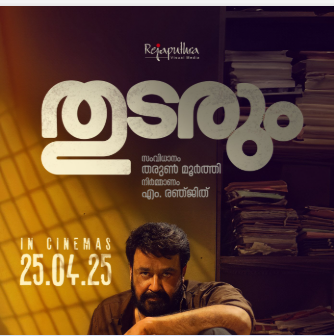 Rejaputhra
Visual Media
തുടരും
സംവിധാനം
തരുൺ മൂർത്തി
നിർമ്മാണം
എം. രഞ്ജിത്
IN CINEMAS
25.04.25